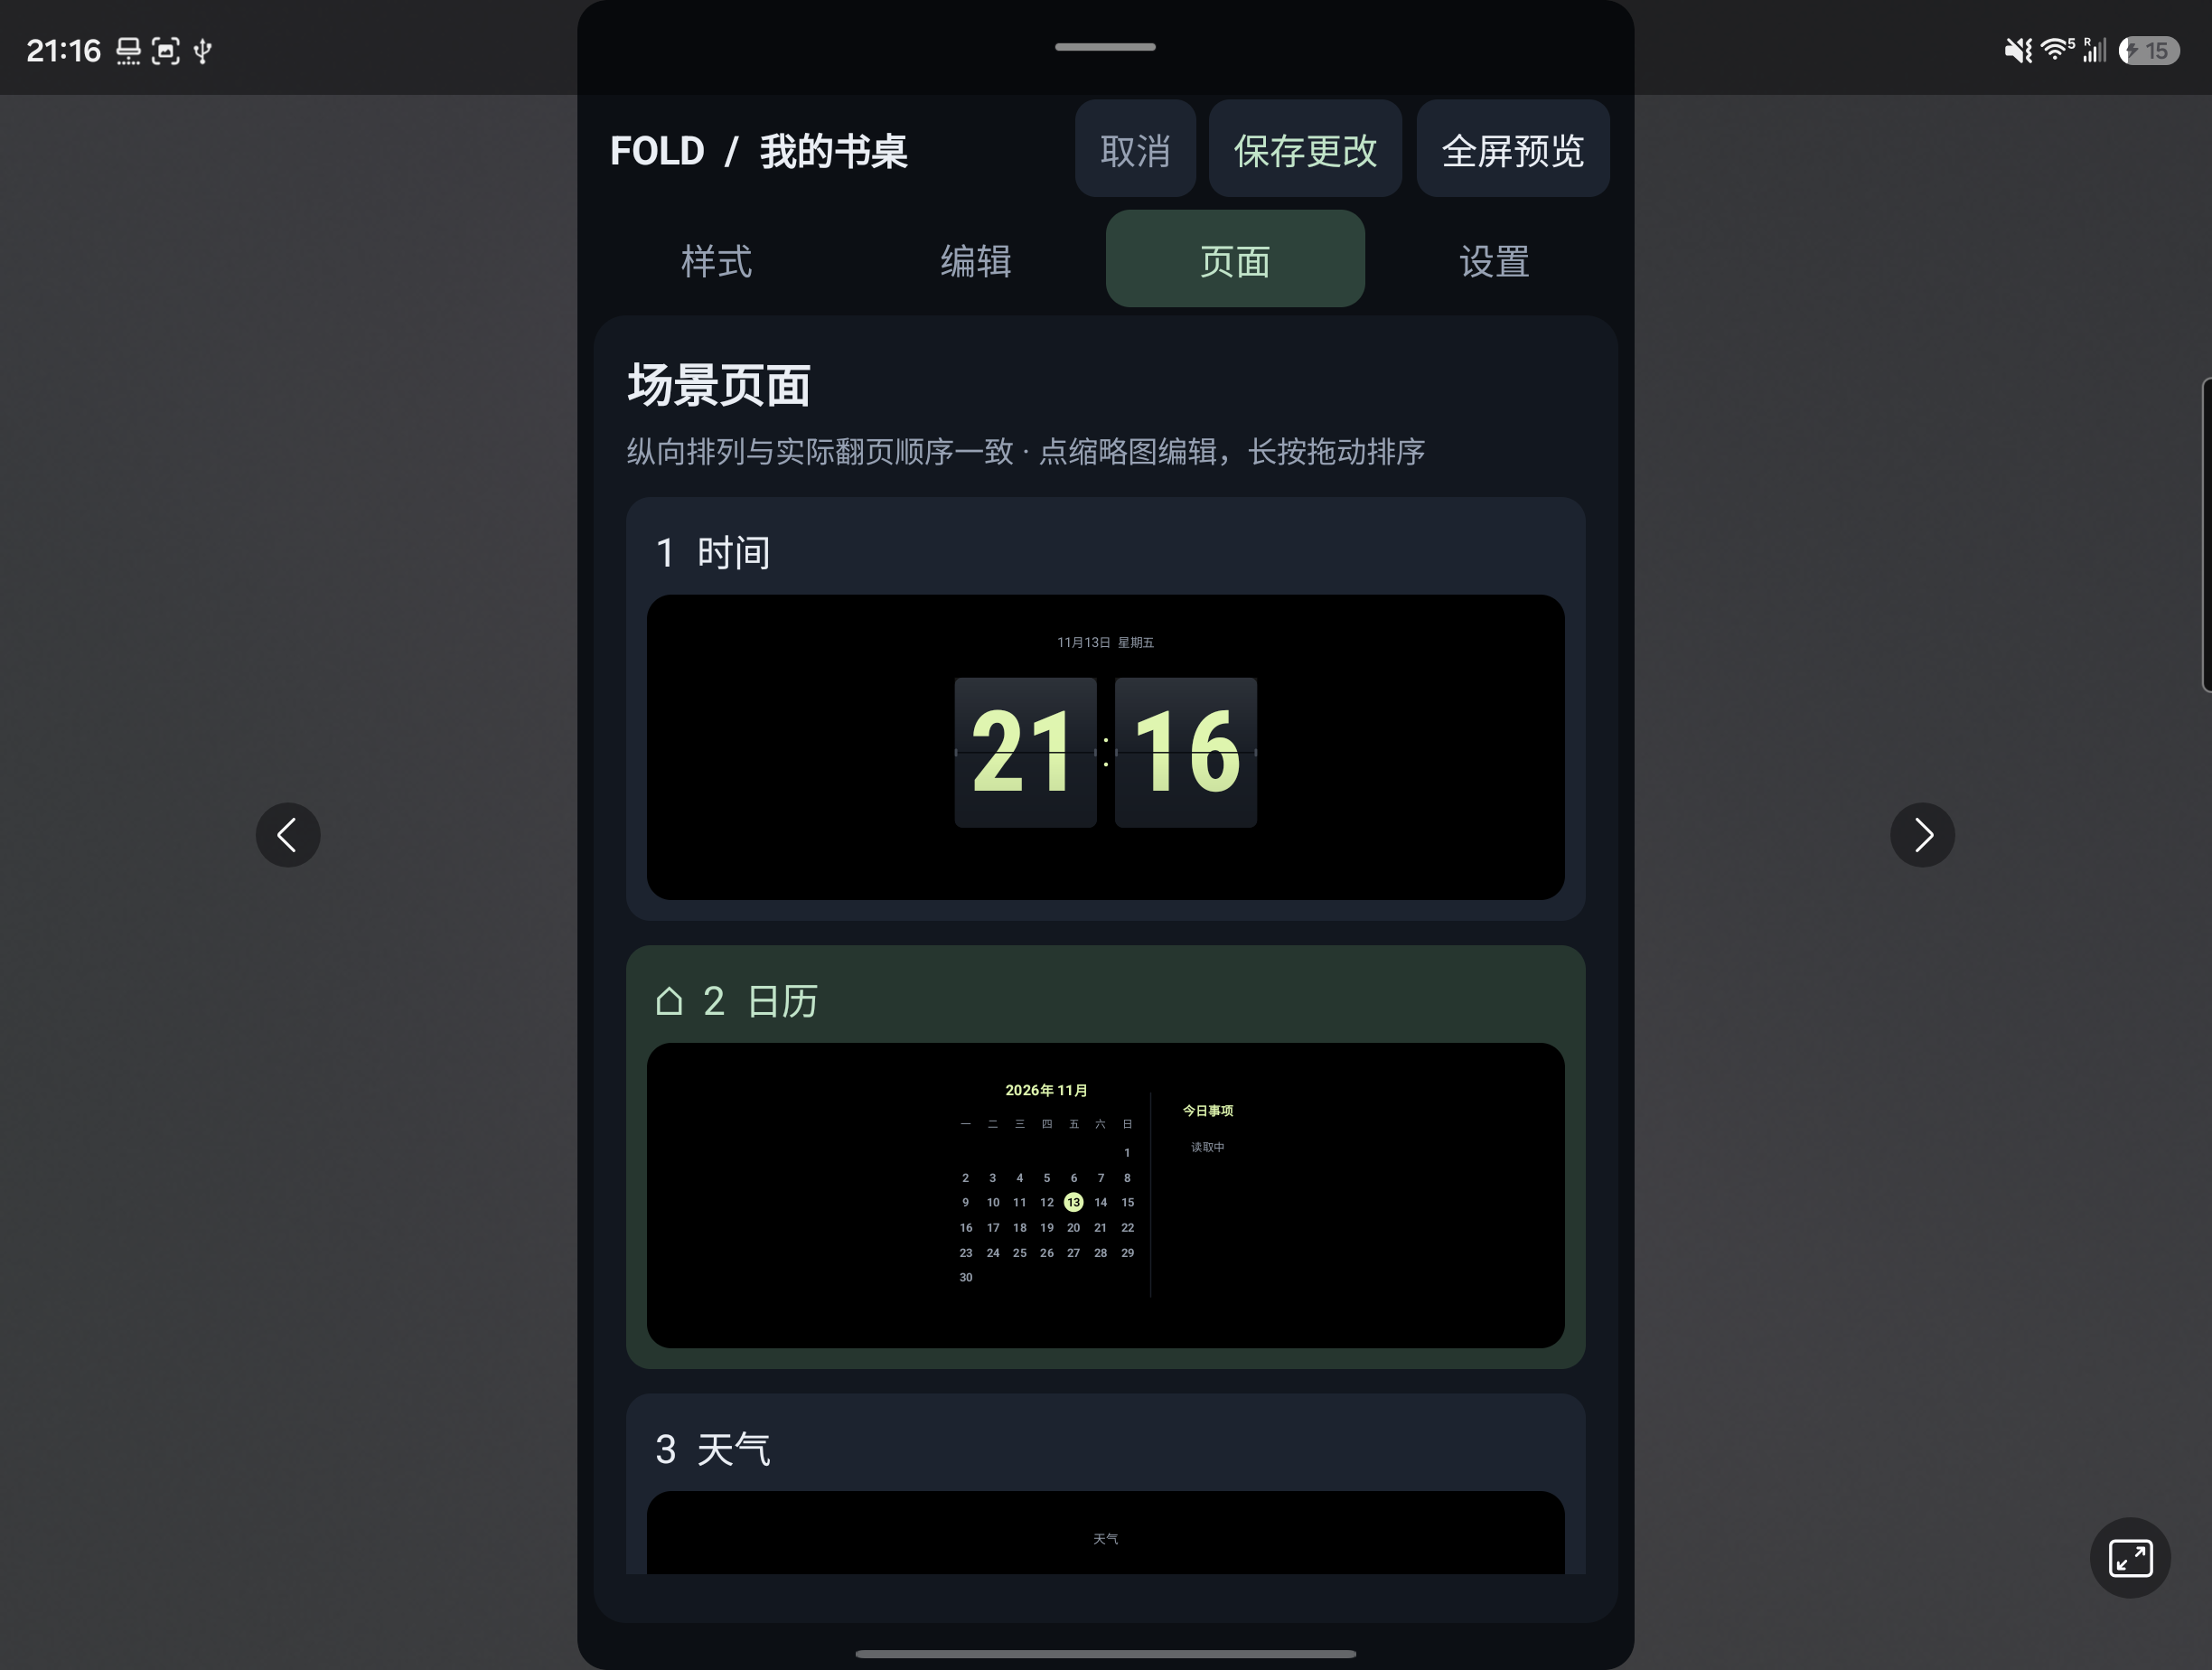 21:16
5 R 15
FOLD / 我的书桌
取消 保存更改 全屏预览
样式 编辑 页面 设置
场景页面
纵向排列与实际翻页顺序一致 · 点缩略图编辑，长按拖动排序
1 时间
11月13日 星期五
21:16
2 日历
2026年 11月
今日事项
一 二 三 四 五 六 日
读取中
1
2 3 4 5 6 7 8
9 10 11 12 13 14 15
16 17 18 19 20 21 22
23 24 25 26 27 28 29
30
3 天气
天气